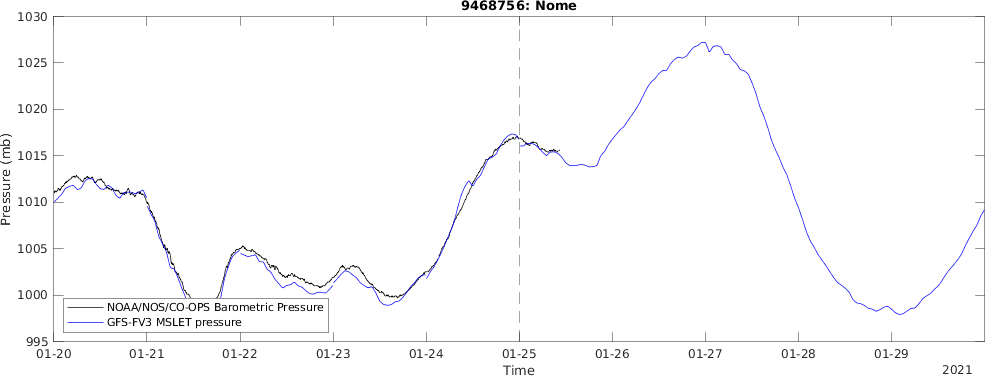 9468756: Nome
1030
1025
1020
1015
1010
1005
1000
995
Pressure (mb)
NOAA/NOS/CO-OPS Barometric Pressure
GFS-FV3 MSLET pressure
01-20 01-21 01-22 01-23 01-24 01-25 01-26 01-27 01-28 01-29
Time
2021